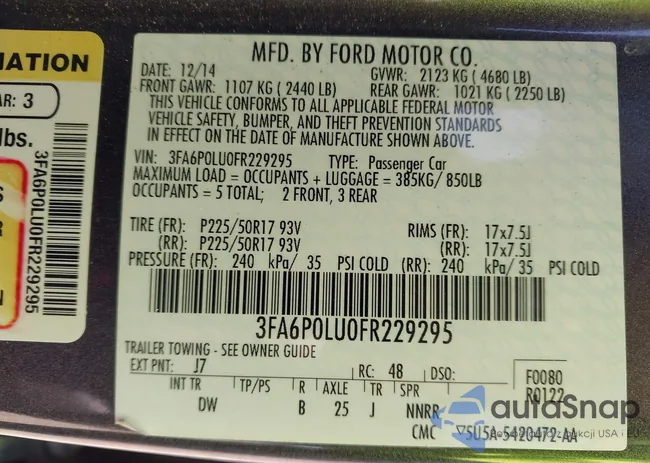 MATION
AR: 3
lbs.
3FA6P0LU0FR229295
S
R
N
MFD. BY FORD MOTOR CO.
DATE: 12/14 GVWR: 2123 KG ( 4680 LB)
FRONT GAWR: 1107 KG ( 2440 LB) REAR GAWR: 1021 KG ( 2250 LB)
THIS VEHICLE CONFORMS TO ALL APPLICABLE FEDERAL MOTOR
VEHICLE SAFETY, BUMPER, AND THEFT PREVENTION STANDARDS
IN EFFECT ON THE DATE OF MANUFACTURE SHOWN ABOVE.
VIN: 3FA6P0LU0FR229295 TYPE: Passenger Car
MAXIMUM LOAD = OCCUPANTS + LUGGAGE = 385KG/ 850LB
OCCUPANTS = 5 TOTAL; 2 FRONT, 3 REAR
TIRE (FR): P225/50R17 93V RIMS (FR): 17x7.5J
(RR): P225/50R17 93V (RR): 17x7.5J
PRESSURE (FR): 240 kPa/ 35 PSI COLD (RR): 240 kPa/ 35 PSI COLD
3FA6P0LU0FR229295
TRAILER TOWING - SEE OWNER GUIDE
EXT PNT: J7 RC: 48 DSO: F0080
R0122
INT TR TP/PS R AXLE TR SPR
DW B 25 J NNRR
CMC 7SU5A-5420472-AA
autoSnap
z aukcji USA